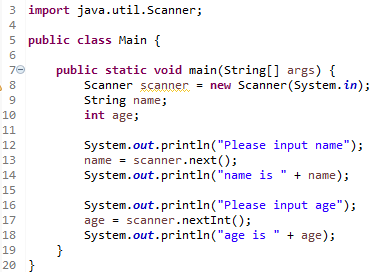 3 import java.util.Scanner;
4
5 public class Main {
6
7 public static void main(String[] args) {
8 Scanner scanner = new Scanner(System.in);
9 String name;
10 int age;
11
12 System.out.println("Please input name");
13 name = scanner.next();
14 System.out.println("name is " + name);
15
16 System.out.println("Please input age");
17 age = scanner.nextInt();
18 System.out.println("age is " + age);
19 }
20 }